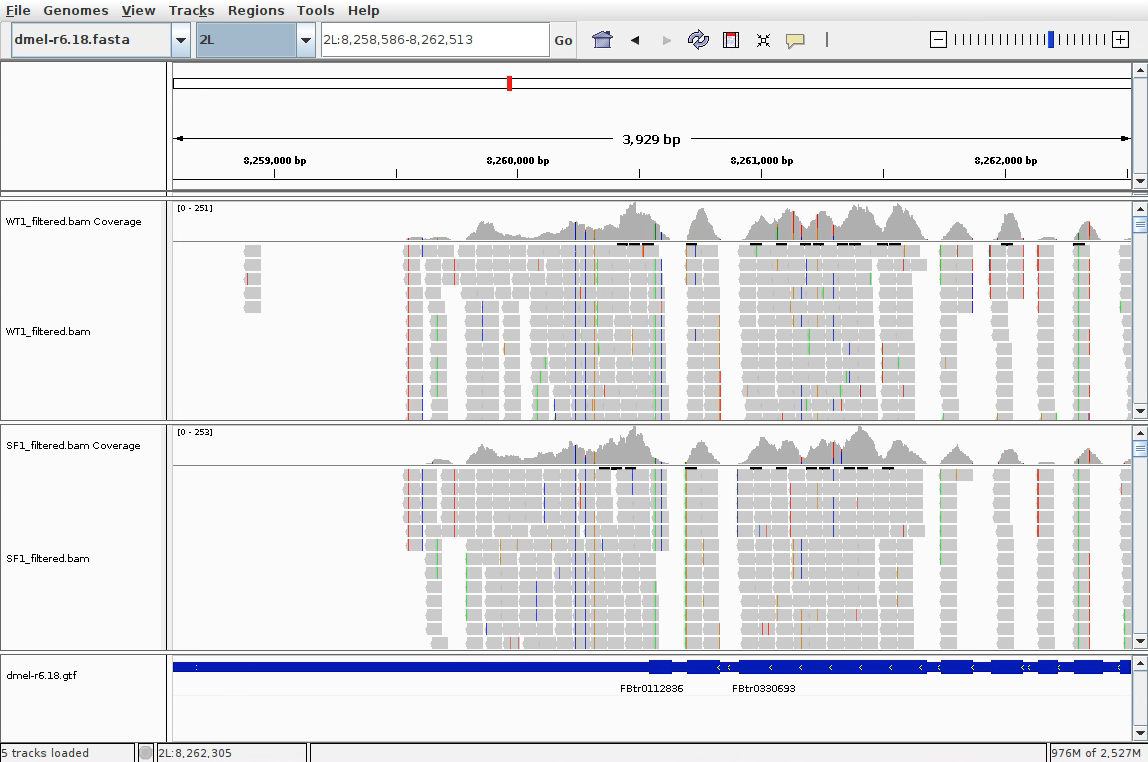 File Genomes View Tracks Regions Tools Help
dmel-r6.18.fasta 2L 2L:8,258,586-8,262,513 Go
3,929 bp
8,259,000 bp 8,260,000 bp 8,261,000 bp 8,262,000 bp
[0 - 251]
WT1_filtered.bam Coverage
WT1_filtered.bam
[0 - 253]
SF1_filtered.bam Coverage
SF1_filtered.bam
dmel-r6.18.gtf
FBtr0112836 FBtr0330693
5 tracks loaded 2L:8,262,305 976M of 2,527M